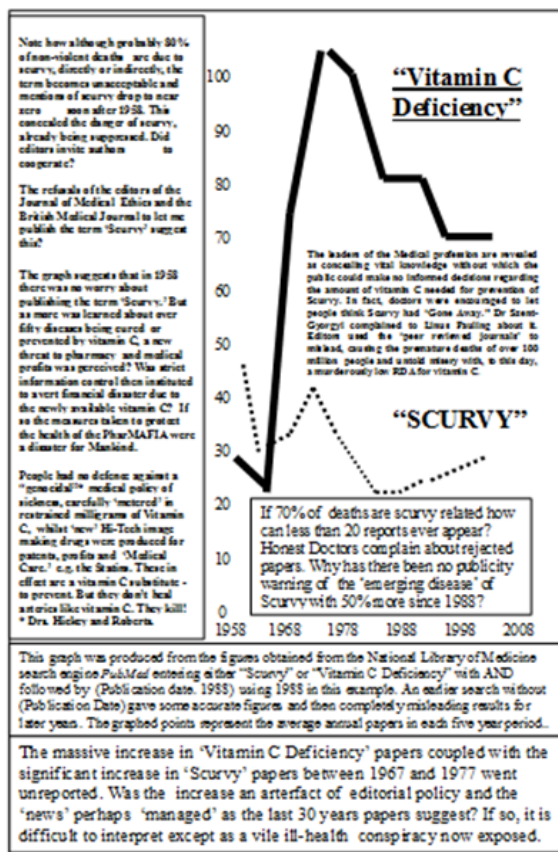 Note how although probably 80%
of non-violent deaths are due to
scurvy, directly or indirectly, the
term becomes unacceptable and
mentions of scurvy drop to near
zero soon after 1958. This
concealed the danger of scurvy,
already being suppressed. Did
editors invite authors to
cooperate?
The refusals of the editors of the
Journal of Medical Ethics and the
British Medical Journal to let me
publish the term 'Scurvy' suggest
this?
The graph suggests that in 1958
there was no worry about
publishing the term 'Scurvy.' But
as more was learned about over
fifty diseases being cured or
prevented by vitamin C, a new
threat to pharmacy and medical
profits was perceived? Was strict
information control then instituted
to avert financial disaster due to
the newly available vitamin C? If
so the measures taken to protect
the health of the PharMAFIA were
a disaster for Mankind.
People had no defence against a
"genocidal"* medical policy of
sickness, carefully 'metered' in
restrained milligrams of Vitamin
C, whilst 'new' Hi-Tech image
making drugs were produced for
patents, profits and 'Medical
Care.' e.g. the Statins. These in
effect are a vitamin C substitute -
to prevent. But they don't heal
arteries like vitamin C. They kill!
* Drs. Hickey and Roberts.
100
90
80
70
60
50
40
30
20
10
0
1958 1968 1978 1988 1998 2008
"Vitamin C
Deficiency"
The leaders of the Medical profession are revealed
as concealing vital knowledge without which the
public could make no informed decisions regarding
the amount of vitamin C needed for prevention of
Scurvy. In fact, doctors were encouraged to let
people think Scurvy had "Gone Away." Dr Szent-
Gyorgyi complained to Linus Pauling about it.
Editors used the 'peer reviewed journals' to
mislead, causing the premature deaths of over 100
million people and untold misery with, to this day,
a murderously low RDA for vitamin C.
"SCURVY"
If 70% of deaths are scurvy related how
can less than 20 reports ever appear?
Honest Doctors complain about rejected
papers. Why has there been no publicity
warning of the 'emerging disease' of
Scurvy with 50% more since 1988?
This graph was produced from the figures obtained from the National Library of Medicine
search engine PubMed entering either "Scurvy" or "Vitamin C Deficiency" with AND
followed by (Publication date. 1988) using 1988 in this example. An earlier search without
(Publication Date) gave some accurate figures and then completely misleading results for
later years. The graphed points represent the average annual papers in each five year period..
The massive increase in 'Vitamin C Deficiency' papers coupled with the
significant increase in 'Scurvy' papers between 1967 and 1977 went
unreported. Was the increase an arterfact of editorial policy and the
'news' perhaps 'managed' as the last 30 years papers suggest? If so, it is
difficult to interpret except as a vile ill-health conspiracy now exposed.